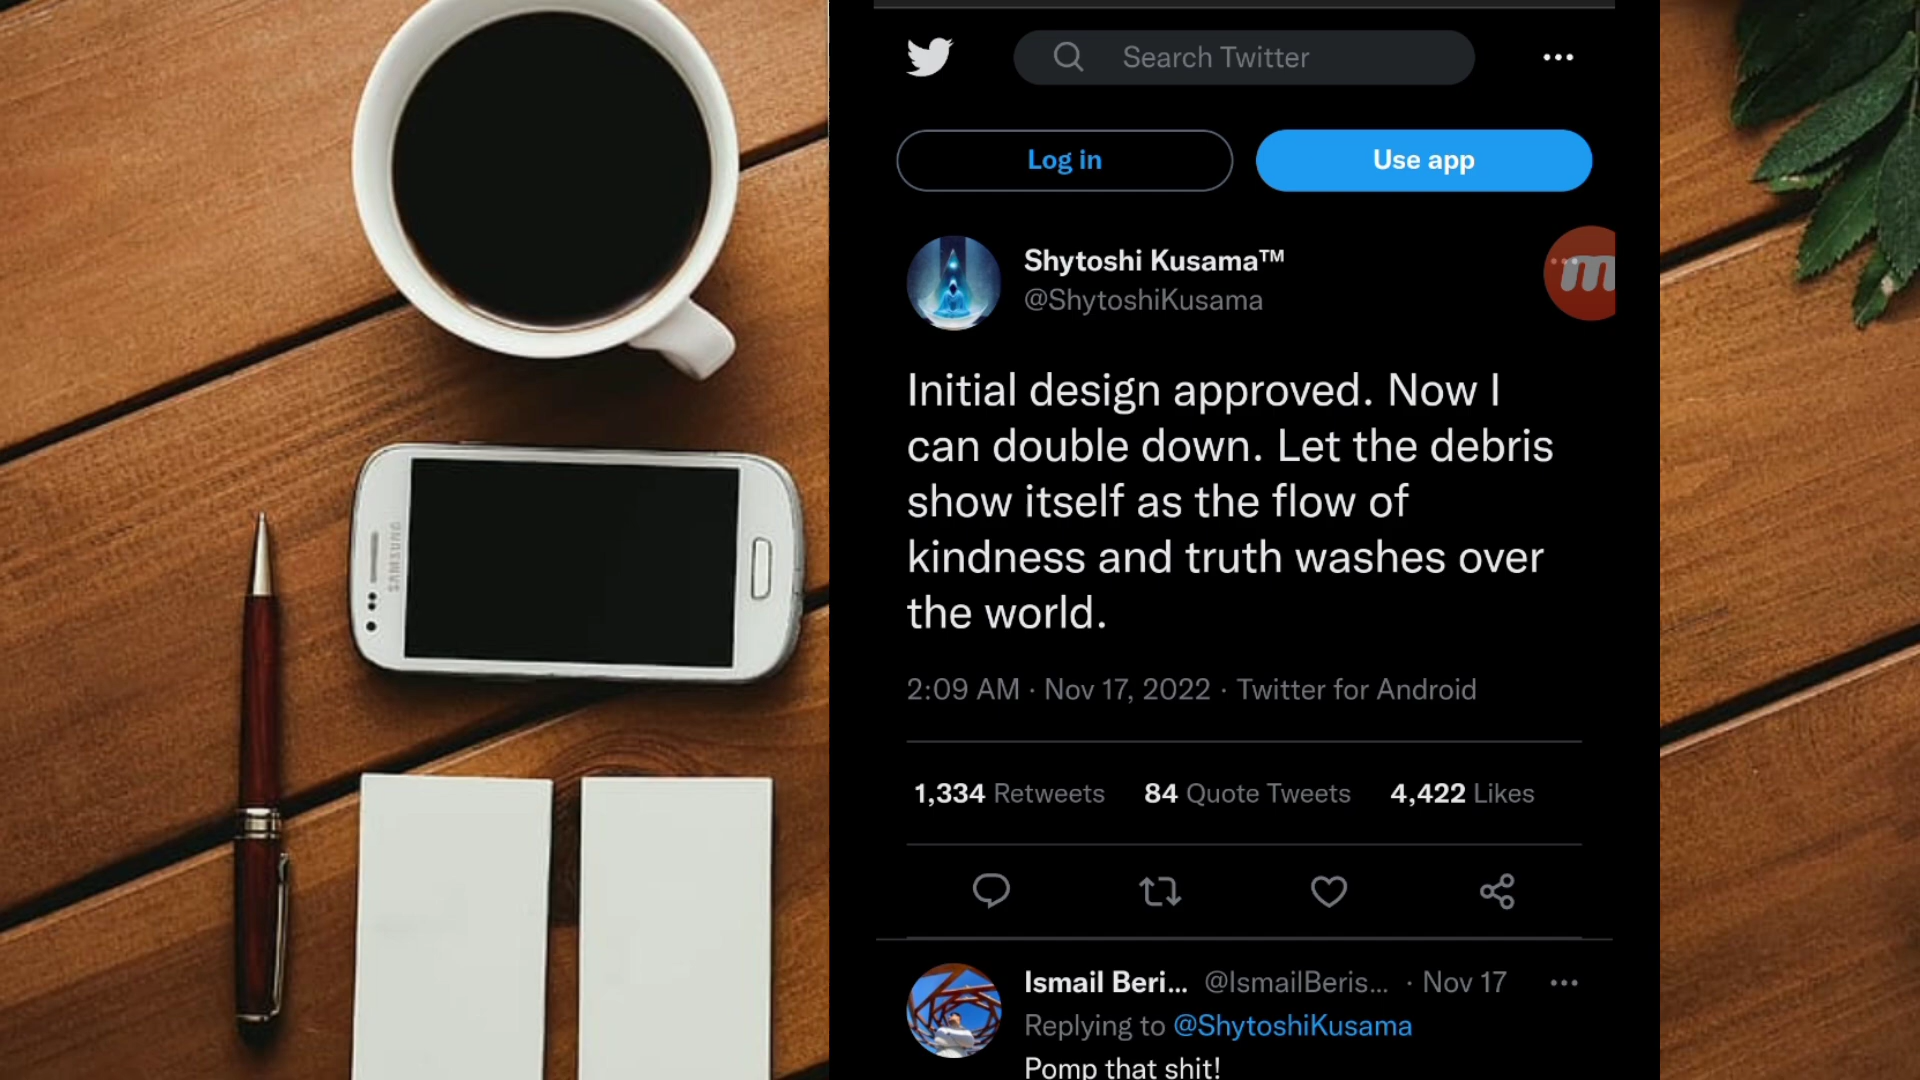 SAMSUNG
Search Twitter
Log in
Use app
Shytoshi Kusama™
@ShytoshiKusama
m
Initial design approved. Now I
can double down. Let the debris
show itself as the flow of
kindness and truth washes over
the world.
2:09 AM · Nov 17, 2022 · Twitter for Android
1,334 Retweets 84 Quote Tweets 4,422 Likes
Ismail Beri... @IsmailBeris... · Nov 17
Replying to @ShytoshiKusama
Pomp that shit!